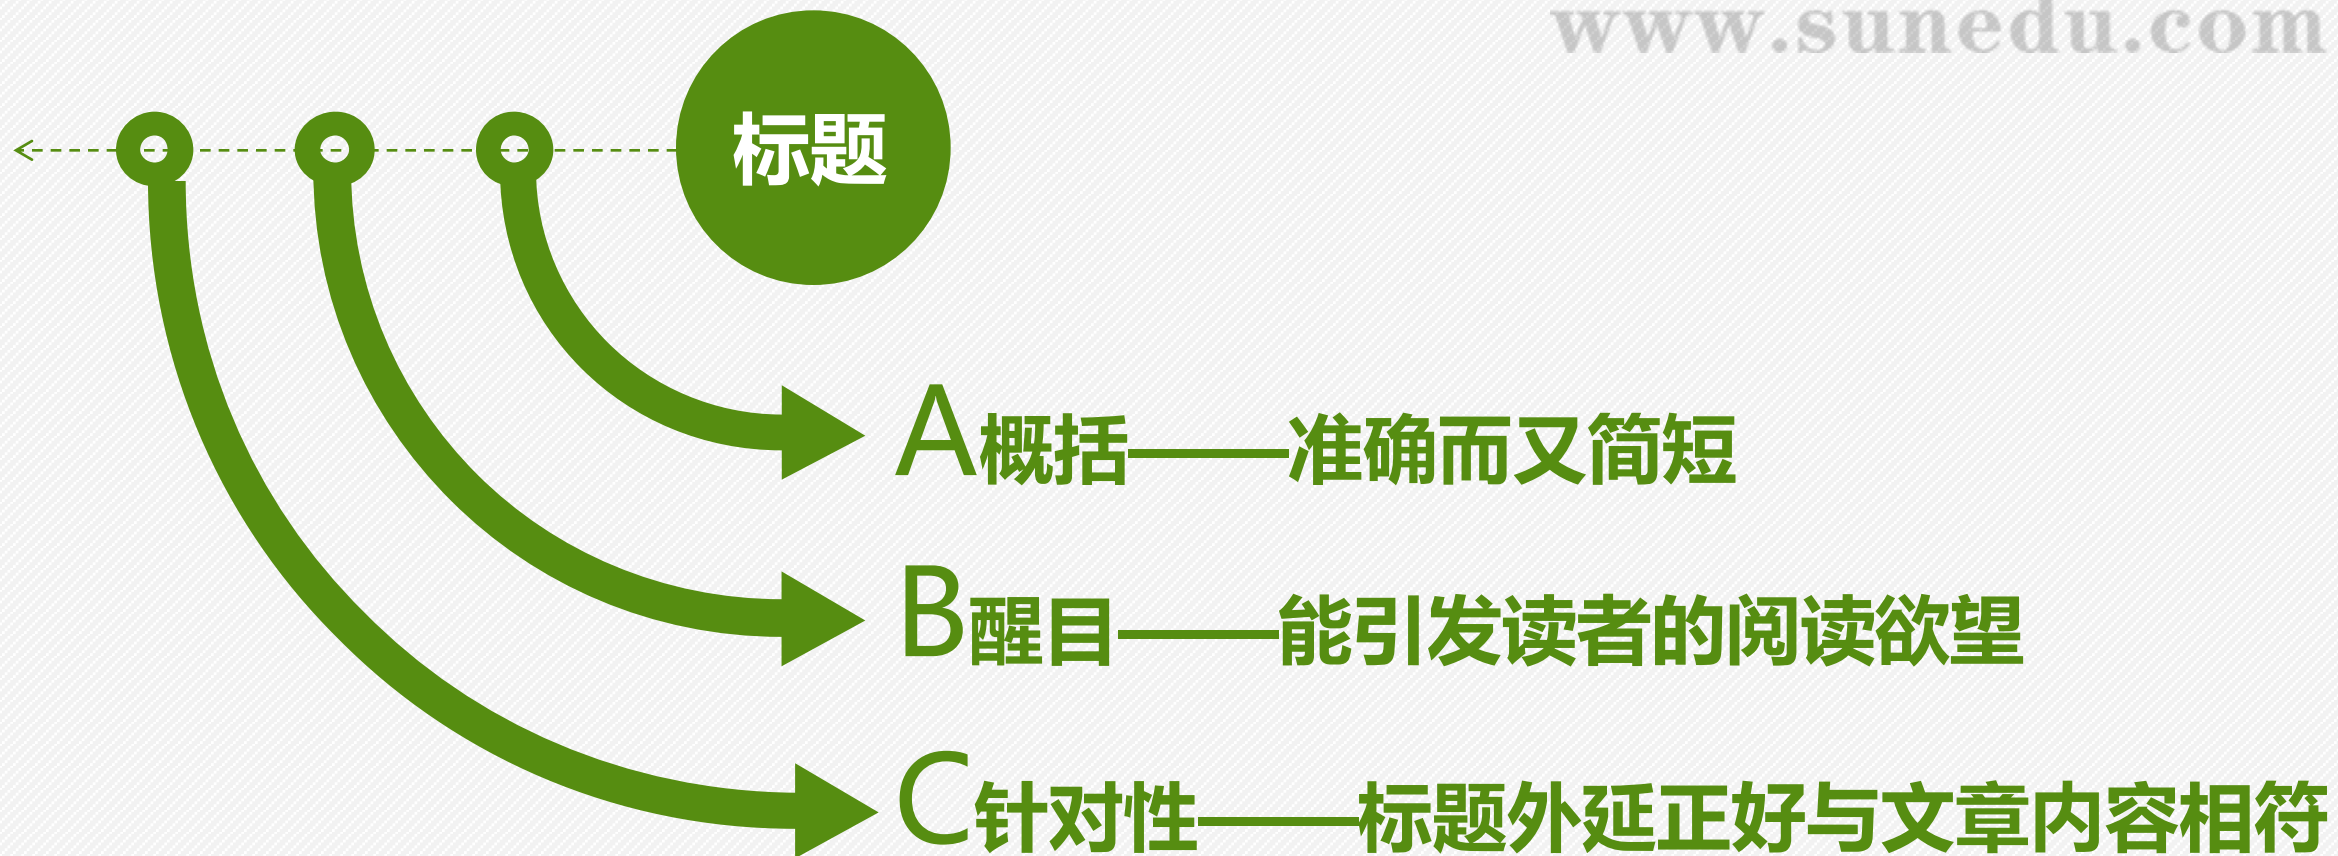 www.sunedu.com
标题
A概括——准确而又简短
B醒目——能引发读者的阅读欲望
C针对性——标题外延正好与文章内容相符